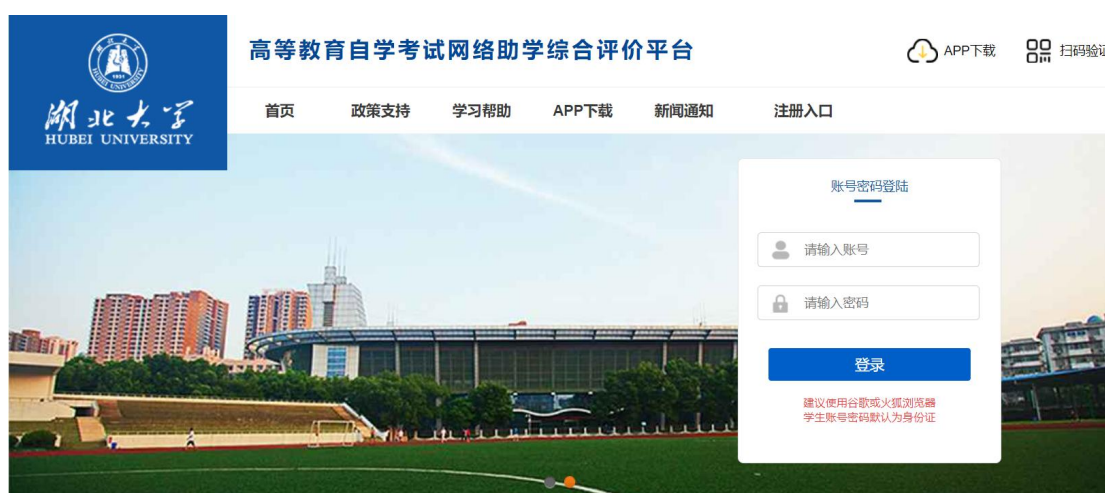 高等教育自学考试网络助学综合评价平台
APP下载
扫码验证
湖北大学
HUBEI UNIVERSITY
1931
首页
政策支持
学习帮助
APP下载
新闻通知
注册入口
账号密码登陆
请输入账号
请输入密码
登录
建议使用谷歌或火狐浏览器
学生账号密码默认为身份证